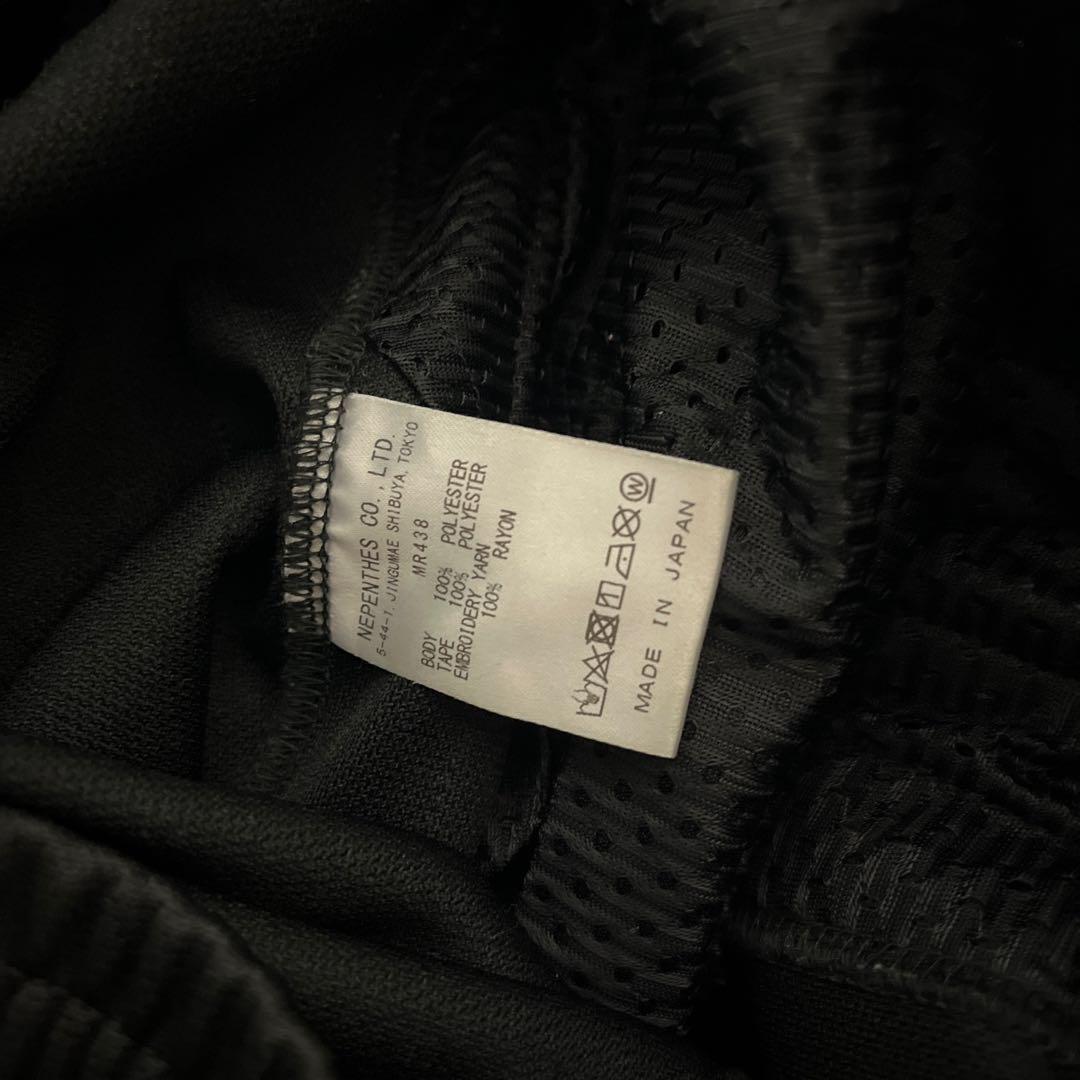 NEPENTHES CO., LTD.
5-44-1, JINGUMAE SHIBUYA, TOKYO
MR438
BODY 100% POLYESTER
TAPE 100% POLYESTER
EMBROIDERY YARN
100% RAYON
W
MADE IN JAPAN